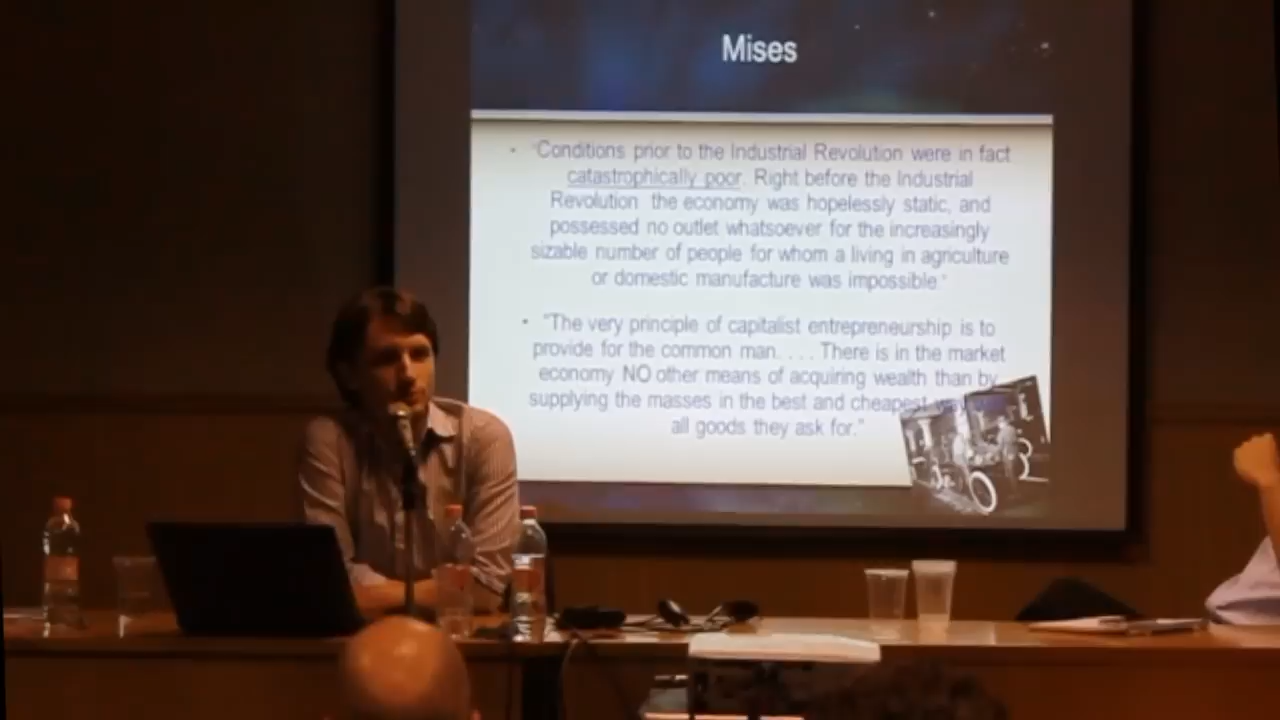 Mises
• "Conditions prior to the Industrial Revolution were in fact
catastrophically poor. Right before the Industrial
Revolution the economy was hopelessly static, and
possessed no outlet whatsoever for the increasingly
sizable number of people for whom a living in agriculture
or domestic manufacture was impossible."
• "The very principle of capitalist entrepreneurship is to
provide for the common man. . . . There is in the market
economy NO other means of acquiring wealth than by
supplying the masses in the best and cheapest way
all goods they ask for."